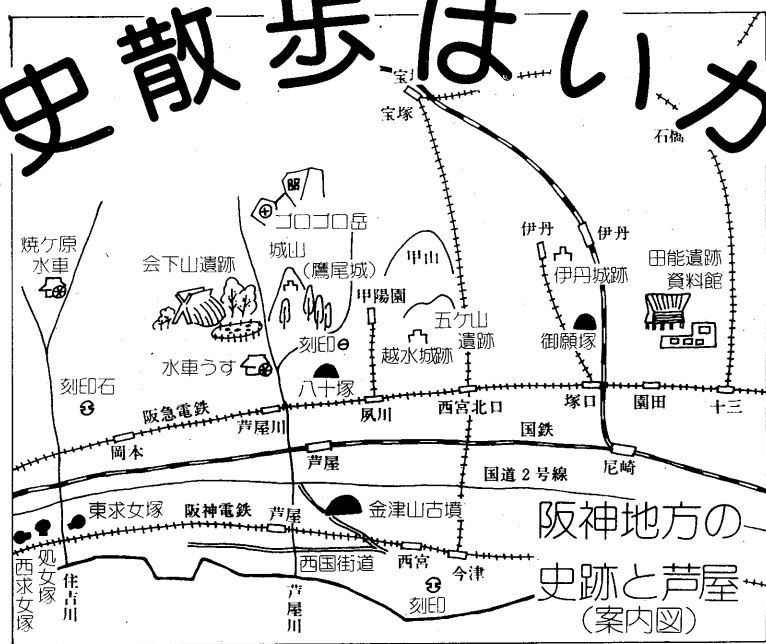 史散歩はいか
宝塚
石橋
ゴロゴロ岳
焼ケ原
水車
会下山遺跡
城山
(鷹尾城)
甲山
甲陽園
伊丹
伊丹
伊丹城跡
田能遺跡
資料館
五ケ山
遺跡
越水城跡
御願塚
刻印
水車うす
八十塚
刻印石
阪急電鉄
芦屋川
夙川
西宮北口
塚口
園田
十三
岡本
国鉄
芦屋
尼崎
国道2号線
東求女塚
阪神電鉄
芦屋
金津山古墳
西求女塚
処女塚
住吉川
西国街道
西宮
今津
芦屋川
刻印
阪神地方の
史跡と芦屋
(案内図)